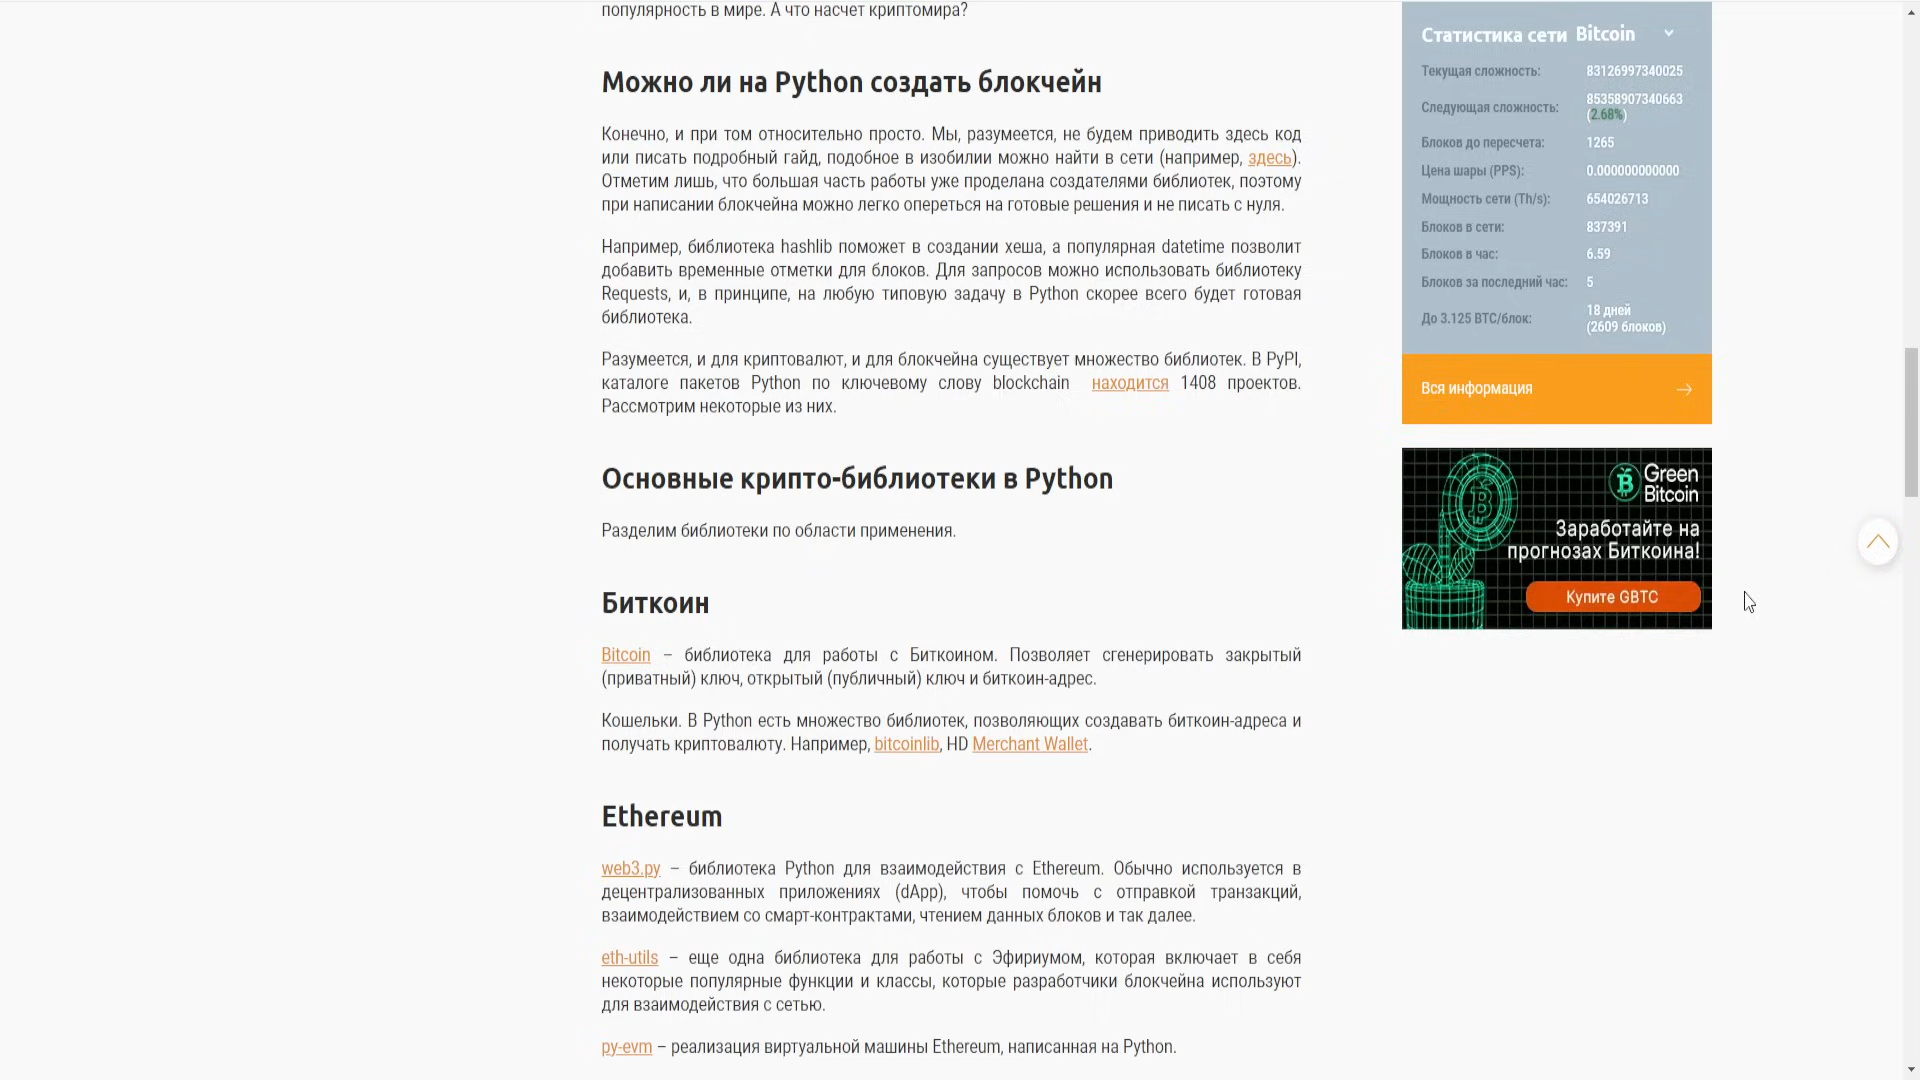 популярность в мире. А что насчет криптомира?
Можно ли на Python создать блокчейн
Конечно, и при том относительно просто. Мы, разумеется, не будем приводить здесь код
или писать подробный гайд, подобное в изобилии можно найти в сети (например, здесь).
Отметим лишь, что большая часть работы уже проделана создателями библиотек, поэтому
при написании блокчейна можно легко опереться на готовые решения и не писать с нуля.
Например, библиотека hashlib поможет в создании хеша, а популярная datetime позволит
добавить временные отметки для блоков. Для запросов можно использовать библиотеку
Requests, и, в принципе, на любую типовую задачу в Python скорее всего будет готовая
библиотека.
Разумеется, и для криптовалют, и для блокчейна существует множество библиотек. В PyPI,
каталоге пакетов Python по ключевому слову blockchain находится 1408 проектов.
Рассмотрим некоторые из них.
Основные крипто-библиотеки в Python
Разделим библиотеки по области применения.
Биткоин
Bitcoin – библиотека для работы с Биткоином. Позволяет сгенерировать закрытый
(приватный) ключ, открытый (публичный) ключ и биткоин-адрес.
Кошельки. В Python есть множество библиотек, позволяющих создавать биткоин-адреса и
получать криптовалюту. Например, bitcoinlib, HD Merchant Wallet.
Ethereum
web3.py – библиотека Python для взаимодействия с Ethereum. Обычно используется в
децентрализованных приложениях (dApp), чтобы помочь с отправкой транзакций,
взаимодействием со смарт-контрактами, чтением данных блоков и так далее.
eth-utils – еще одна библиотека для работы с Эфириумом, которая включает в себя
некоторые популярные функции и классы, которые разработчики блокчейна используют
для взаимодействия с сетью.
py-evm – реализация виртуальной машины Ethereum, написанная на Python.
Статистика сети Bitcoin
Текущая сложность: 83126997340025
Следующая сложность: 85358907340663
(2.68%)
Блоков до пересчета: 1265
Цена шары (PPS): 0.000000000000
Мощность сети (Th/s): 654026713
Блоков в сети: 837391
Блоков в час: 6.59
Блоков за последний час: 5
До 3.125 BTC/блок: 18 дней
(2609 блоков)
Вся информация
Green
Bitcoin
Заработайте на
прогнозах Биткоина!
Купите GBTC